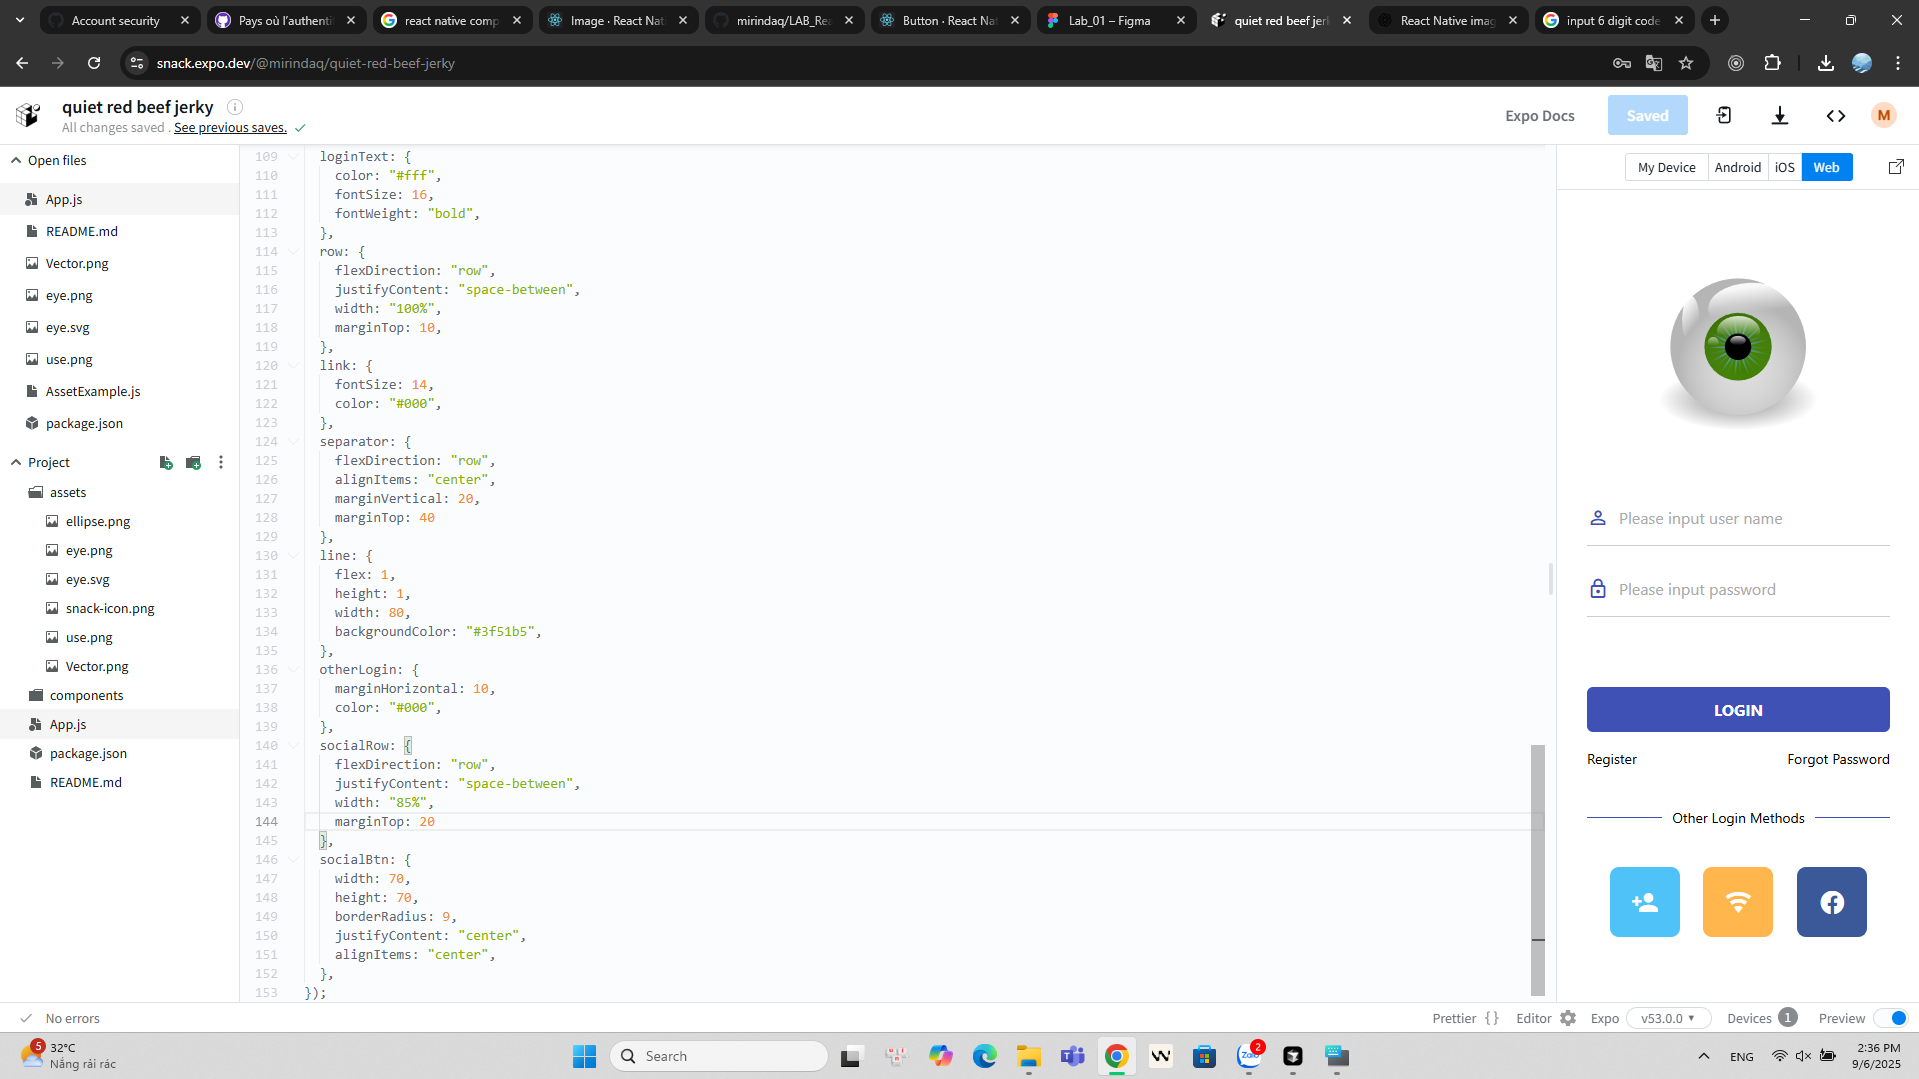 Account security
Pays où l'authenti
react native comp
Image · React Nati
mirindaq/LAB_Rea
Button · React Nat
Lab_01 – Figma
quiet red beef jerk
React Native imag
input 6 digit code
snack.expo.dev/@mirindaq/quiet-red-beef-jerky
quiet red beef jerky
All changes saved . See previous saves.
Expo Docs
Saved
M
Open files
App.js
README.md
Vector.png
eye.png
eye.svg
use.png
AssetExample.js
package.json
Project
assets
ellipse.png
eye.png
eye.svg
snack-icon.png
use.png
Vector.png
components
App.js
package.json
README.md
109 loginText: {
110 color: "#fff",
111 fontSize: 16,
112 fontWeight: "bold",
113 },
114 row: {
115 flexDirection: "row",
116 justifyContent: "space-between",
117 width: "100%",
118 marginTop: 10,
119 },
120 link: {
121 fontSize: 14,
122 color: "#000",
123 },
124 separator: {
125 flexDirection: "row",
126 alignItems: "center",
127 marginVertical: 20,
128 marginTop: 40
129 },
130 line: {
131 flex: 1,
132 height: 1,
133 width: 80,
134 backgroundColor: "#3f51b5",
135 },
136 otherLogin: {
137 marginHorizontal: 10,
138 color: "#000",
139 },
140 socialRow: {
141 flexDirection: "row",
142 justifyContent: "space-between",
143 width: "85%",
144 marginTop: 20
145 },
146 socialBtn: {
147 width: 70,
148 height: 70,
149 borderRadius: 9,
150 justifyContent: "center",
151 alignItems: "center",
152 },
153 });
My Device Android iOS Web
Please input user name
Please input password
LOGIN
Register Forgot Password
Other Login Methods
No errors
Prettier {} Editor Expo v53.0.0 Devices 1 Preview
5
32°C
Nắng rải rác
Search
Zalo
2
ENG
2:36 PM
9/6/2025